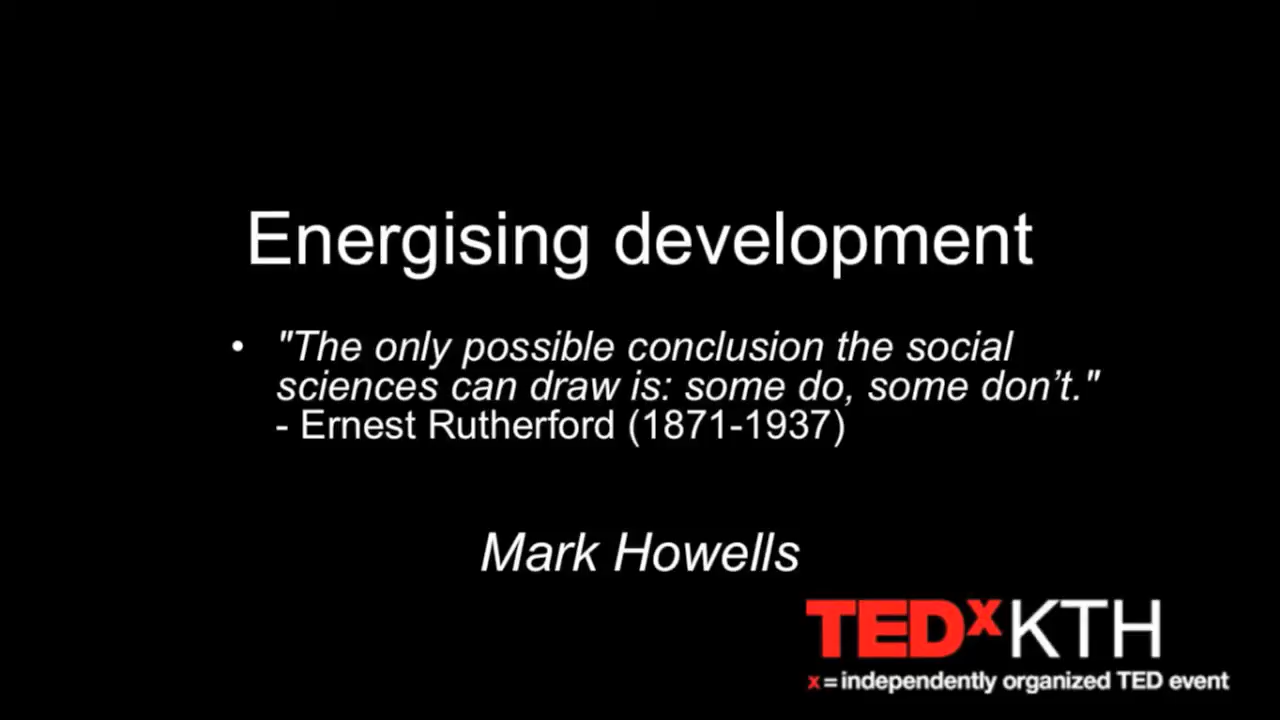 Energising development
• "The only possible conclusion the social
sciences can draw is: some do, some don’t."
- Ernest Rutherford (1871-1937)
Mark Howells
TEDxKTH
x = independently organized TED event